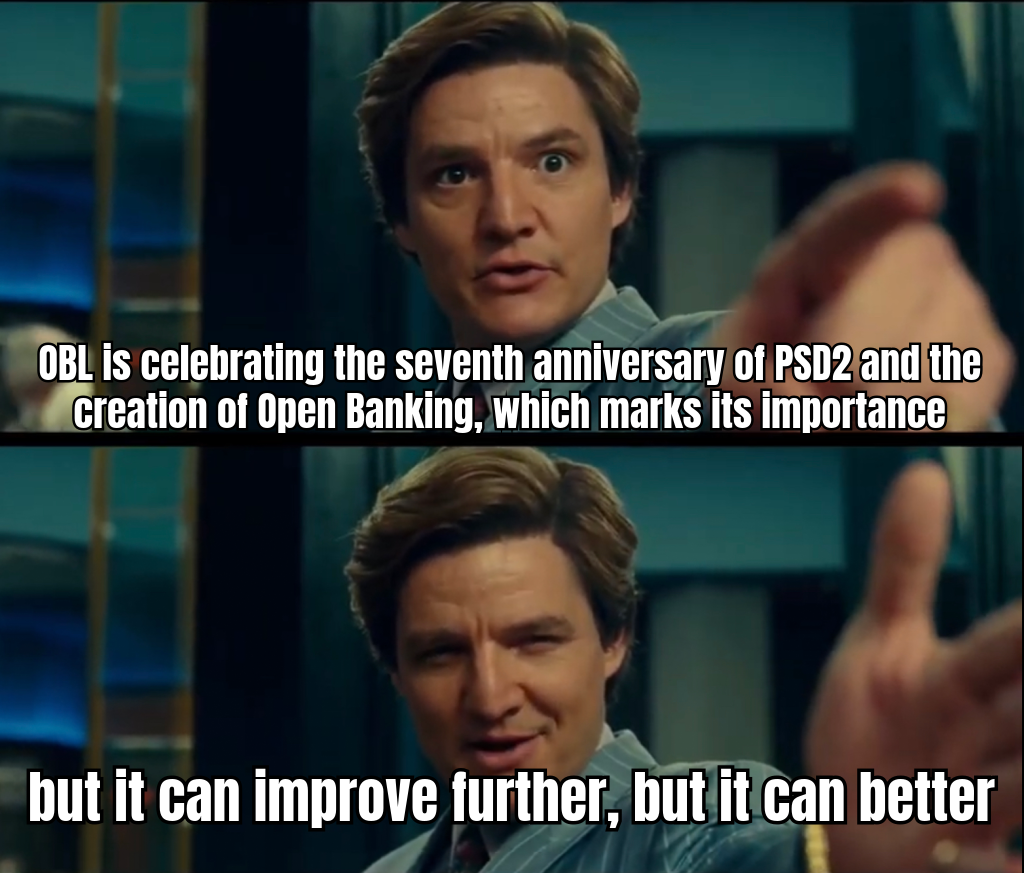 OBL is celebrating the seventh anniversary of PSD2 and the
creation of Open Banking, which marks its importance
but it can improve further, but it can better